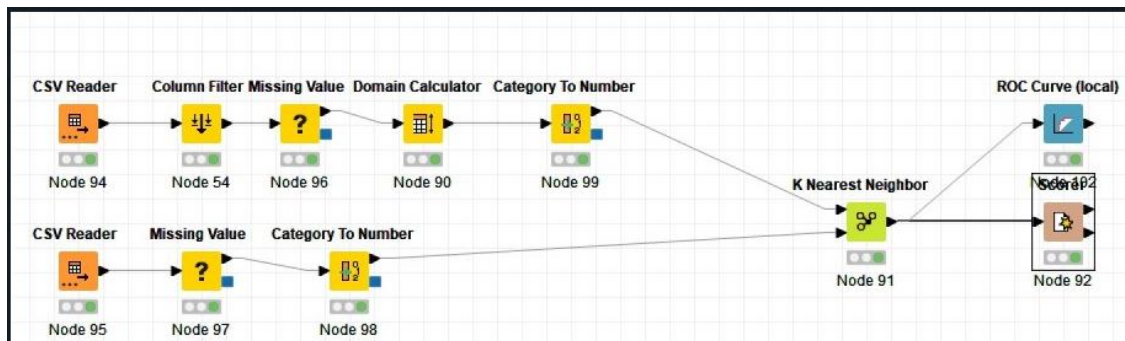 CSV Reader Column Filter Missing Value Domain Calculator Category To Number ROC Curve (local)
Node 94 Node 54 Node 96 Node 90 Node 99 Node 192
CSV Reader Missing Value Category To Number K Nearest Neighbor Scorer
Node 95 Node 97 Node 98 Node 91 Node 92